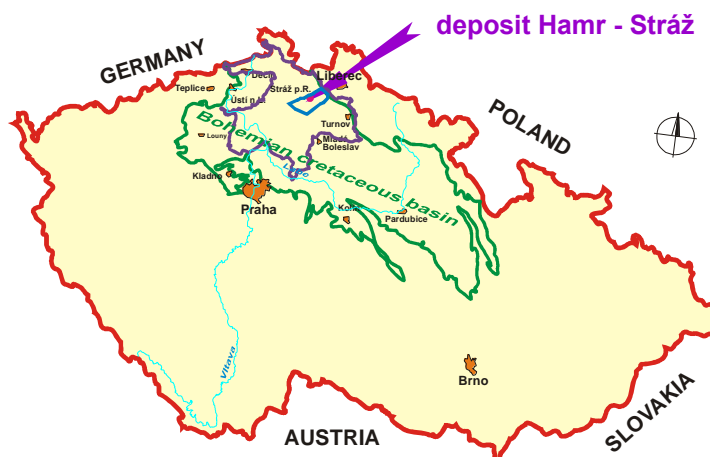 deposit Hamr - Stráž
GERMANY
Děčín
Liberec
Teplice
Stráž p.R.
Ústí n.L.
POLAND
Turnov
Louny
Mladá
Boleslav
Bohemian cretaceous basin
Kladno
Praha
Kolín
Pardubice
Vltava
Brno
AUSTRIA
SLOVAKIA